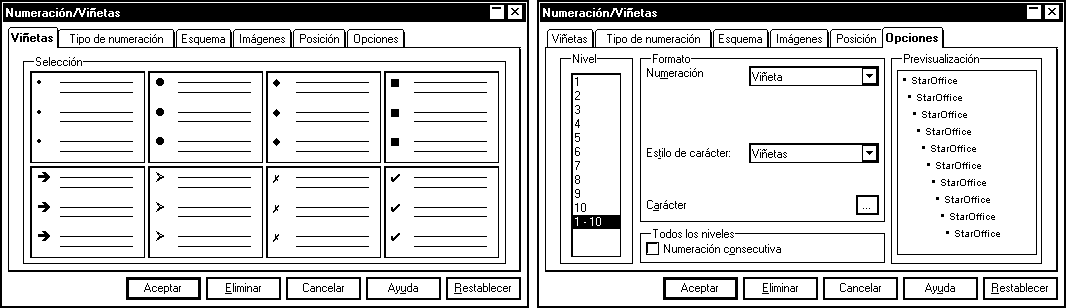 Numeración/Viñetas
Viñetas Tipo de numeración Esquema Imágenes Posición Opciones
Selección
Aceptar Eliminar Cancelar Ayuda Restablecer
Numeración/Viñetas
Viñetas Tipo de numeración Esquema Imágenes Posición Opciones
Nivel
1
2
3
4
5
6
7
8
9
10
1 - 10
Formato
Numeración Viñeta
Estilo de carácter: Viñetas
Carácter ...
Todos los niveles
Numeración consecutiva
Previsualización
StarOffice
StarOffice
StarOffice
StarOffice
StarOffice
StarOffice
StarOffice
StarOffice
StarOffice
StarOffice
Aceptar Eliminar Cancelar Ayuda Restablecer